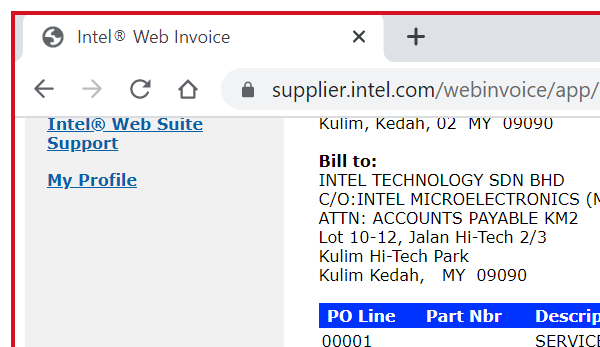 Intel® Web Invoice
supplier.intel.com/webinvoice/app/
Intel® Web Suite
Support
My Profile
Kulim, Kedah, 02 MY 09090
Bill to:
INTEL TECHNOLOGY SDN BHD
C/O:INTEL MICROELECTRONICS (M
ATTN: ACCOUNTS PAYABLE KM2
Lot 10-12, Jalan Hi-Tech 2/3
Kulim Hi-Tech Park
Kulim Kedah, MY 09090
PO Line Part Nbr Descrip
00001 SERVICE